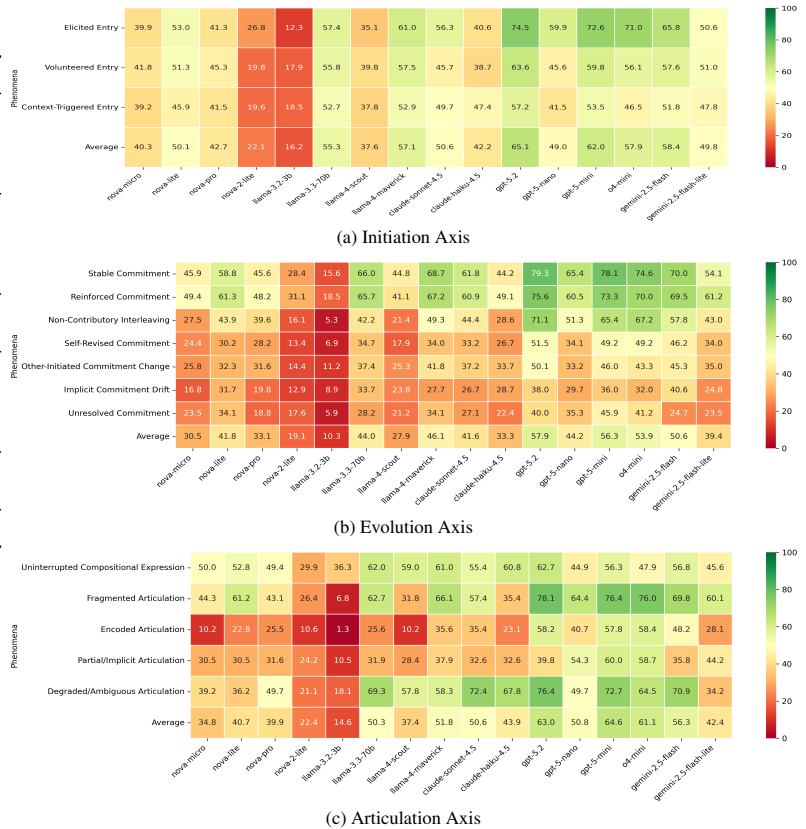 Phenomena
Elicited Entry 39.9 53.0 41.3 26.8 12.3 57.4 35.1 61.0 56.3 40.6 74.5 59.9 72.6 71.0 65.8 50.6
Volunteered Entry 41.8 51.3 45.3 19.8 17.9 55.8 39.8 57.5 45.7 38.7 63.6 45.6 59.8 56.1 57.6 51.0
Context-Triggered Entry 39.2 45.9 41.5 19.6 18.5 52.7 37.8 52.9 49.7 47.4 57.2 41.5 53.5 46.5 51.8 47.8
Average 40.3 50.1 42.7 22.1 16.2 55.3 37.6 57.1 50.6 42.2 65.1 49.0 62.0 57.9 58.4 49.8
nova-micro nova-lite nova-pro nova-2-lite llama-3.2-3b llama-3.3-70b llama-4-scout llama-4-maverick claude-sonnet-4.5 claude-haiku-4.5 gpt-5.2 gpt-5-nano gpt-5-mini o4-mini gemini-2.5-flash gemini-2.5-flash-lite
100
80
60
40
20
0
(a) Initiation Axis
Phenomena
Stable Commitment 45.9 58.8 45.6 28.4 15.6 66.0 44.8 68.7 61.8 44.2 79.3 65.4 78.1 74.6 70.0 54.1
Reinforced Commitment 49.4 61.3 48.2 31.1 18.5 65.7 41.1 67.2 60.9 49.1 75.6 60.5 73.3 70.0 69.5 61.2
Non-Contributory Interleaving 27.5 43.9 39.6 16.1 5.3 42.2 21.4 49.3 44.4 28.6 71.1 51.3 65.4 67.2 57.8 43.0
Self-Revised Commitment 24.4 30.5 28.2 13.4 6.9 34.7 17.9 34.0 33.2 26.7 51.5 34.1 49.2 49.2 46.2 34.0
Other-Initiated Commitment Change 25.8 32.3 31.6 14.4 11.2 37.4 25.3 41.8 37.2 33.7 50.1 33.2 46.0 43.3 45.3 35.0
Implicit Commitment Drift 16.8 31.7 19.8 12.9 8.9 33.7 23.8 27.7 26.7 28.7 38.0 29.7 36.0 32.0 40.6 24.8
Unresolved Commitment 23.5 34.1 18.8 17.6 5.9 28.2 21.2 34.1 27.1 22.4 40.0 35.3 45.9 41.2 24.7 23.5
Average 30.5 41.8 33.1 19.1 10.3 44.0 27.9 46.1 41.6 33.3 57.9 44.2 56.3 53.9 50.6 39.4
nova-micro nova-lite nova-pro nova-2-lite llama-3.2-3b llama-3.3-70b llama-4-scout llama-4-maverick claude-sonnet-4.5 claude-haiku-4.5 gpt-5.2 gpt-5-nano gpt-5-mini o4-mini gemini-2.5-flash gemini-2.5-flash-lite
100
80
60
40
20
0
(b) Evolution Axis
Phenomena
Uninterrupted Compositional Expression 50.0 52.8 49.4 29.9 36.3 62.0 59.0 61.0 55.4 60.8 62.7 44.9 56.3 47.9 56.8 45.6
Fragmented Articulation 44.3 61.2 43.1 26.4 6.8 62.7 31.8 66.1 57.4 35.4 78.1 64.4 76.4 76.0 69.8 60.1
Encoded Articulation 10.2 22.8 25.5 10.6 1.3 25.6 10.2 35.6 35.4 23.1 58.2 40.7 57.8 58.4 48.2 28.1
Partial/Implicit Articulation 30.5 30.5 31.6 24.2 10.5 31.9 28.4 37.9 32.6 32.6 39.8 54.3 60.0 58.7 35.8 44.2
Degraded/Ambiguous Articulation 39.2 36.2 49.7 21.1 18.1 69.3 57.8 58.3 72.4 67.8 76.4 49.7 72.7 64.5 70.9 34.2
Average 34.8 40.7 39.9 22.4 14.6 50.3 37.4 51.8 50.6 43.9 63.0 50.8 64.6 61.1 56.3 42.4
nova-micro nova-lite nova-pro nova-2-lite llama-3.2-3b llama-3.3-70b llama-4-scout llama-4-maverick claude-sonnet-4.5 claude-haiku-4.5 gpt-5.2 gpt-5-nano gpt-5-mini o4-mini gemini-2.5-flash gemini-2.5-flash-lite
100
80
60
40
20
0
(c) Articulation Axis